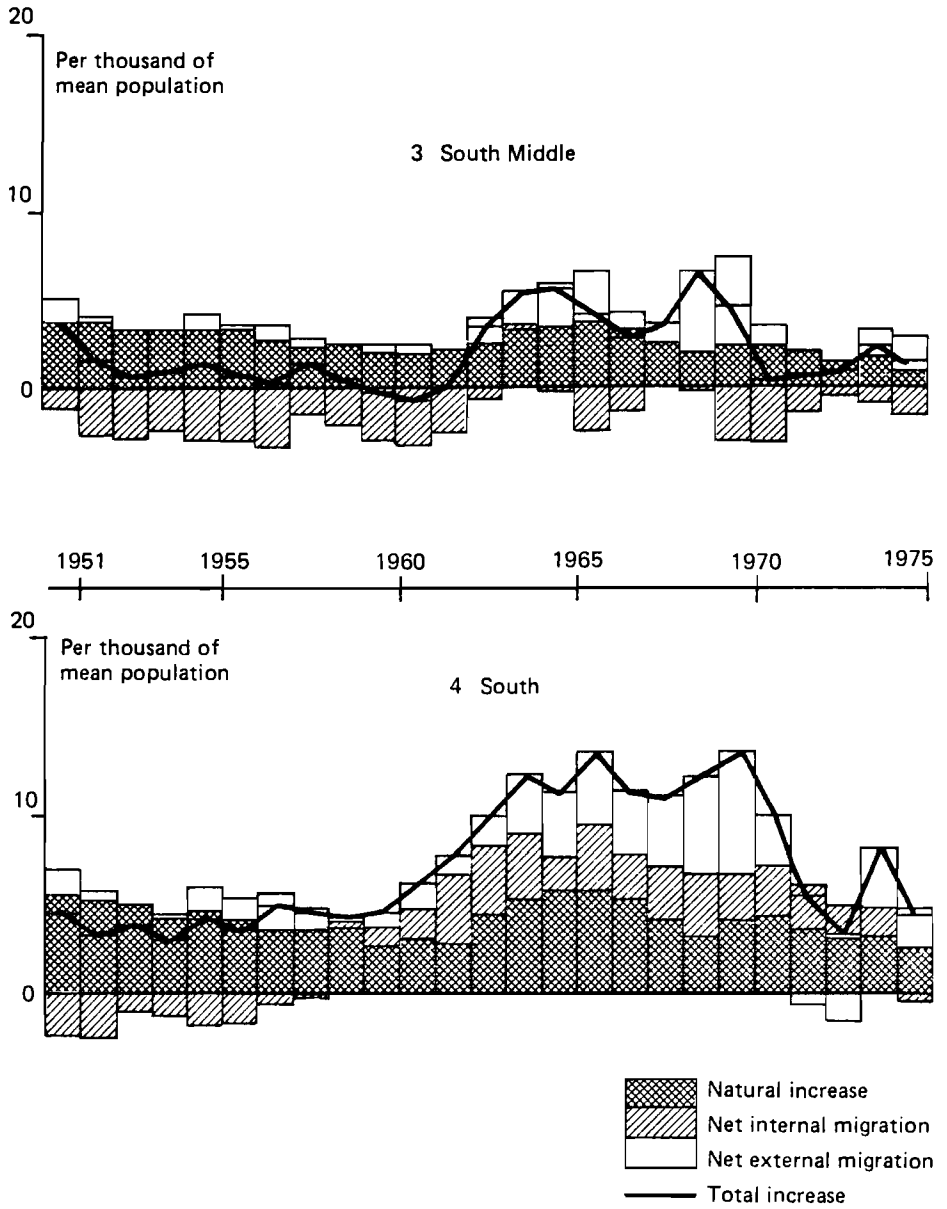 20
Per thousand of
mean population
3 South Middle
10
0
1951 1955 1960 1965 1970 1975
20
Per thousand of
mean population
4 South
10
0
Natural increase
Net internal migration
Net external migration
Total increase